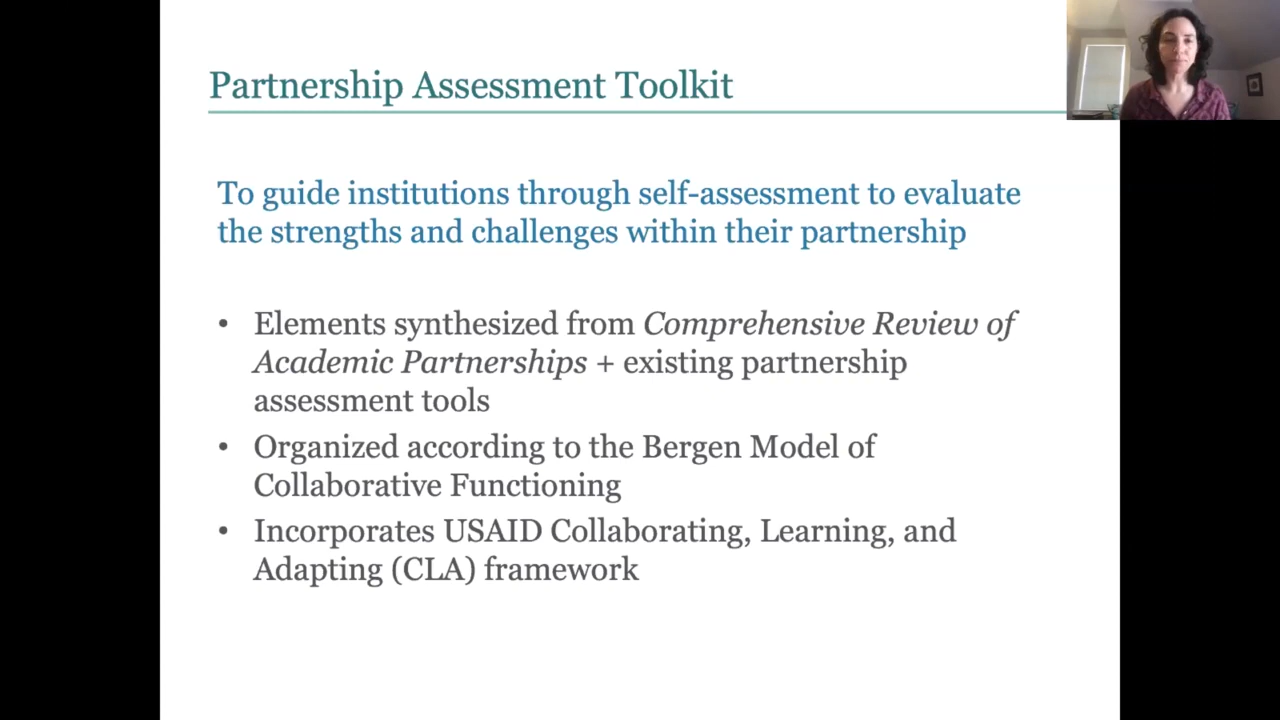 Partnership Assessment Toolkit
To guide institutions through self-assessment to evaluate
the strengths and challenges within their partnership
• Elements synthesized from Comprehensive Review of
Academic Partnerships + existing partnership
assessment tools
• Organized according to the Bergen Model of
Collaborative Functioning
• Incorporates USAID Collaborating, Learning, and
Adapting (CLA) framework